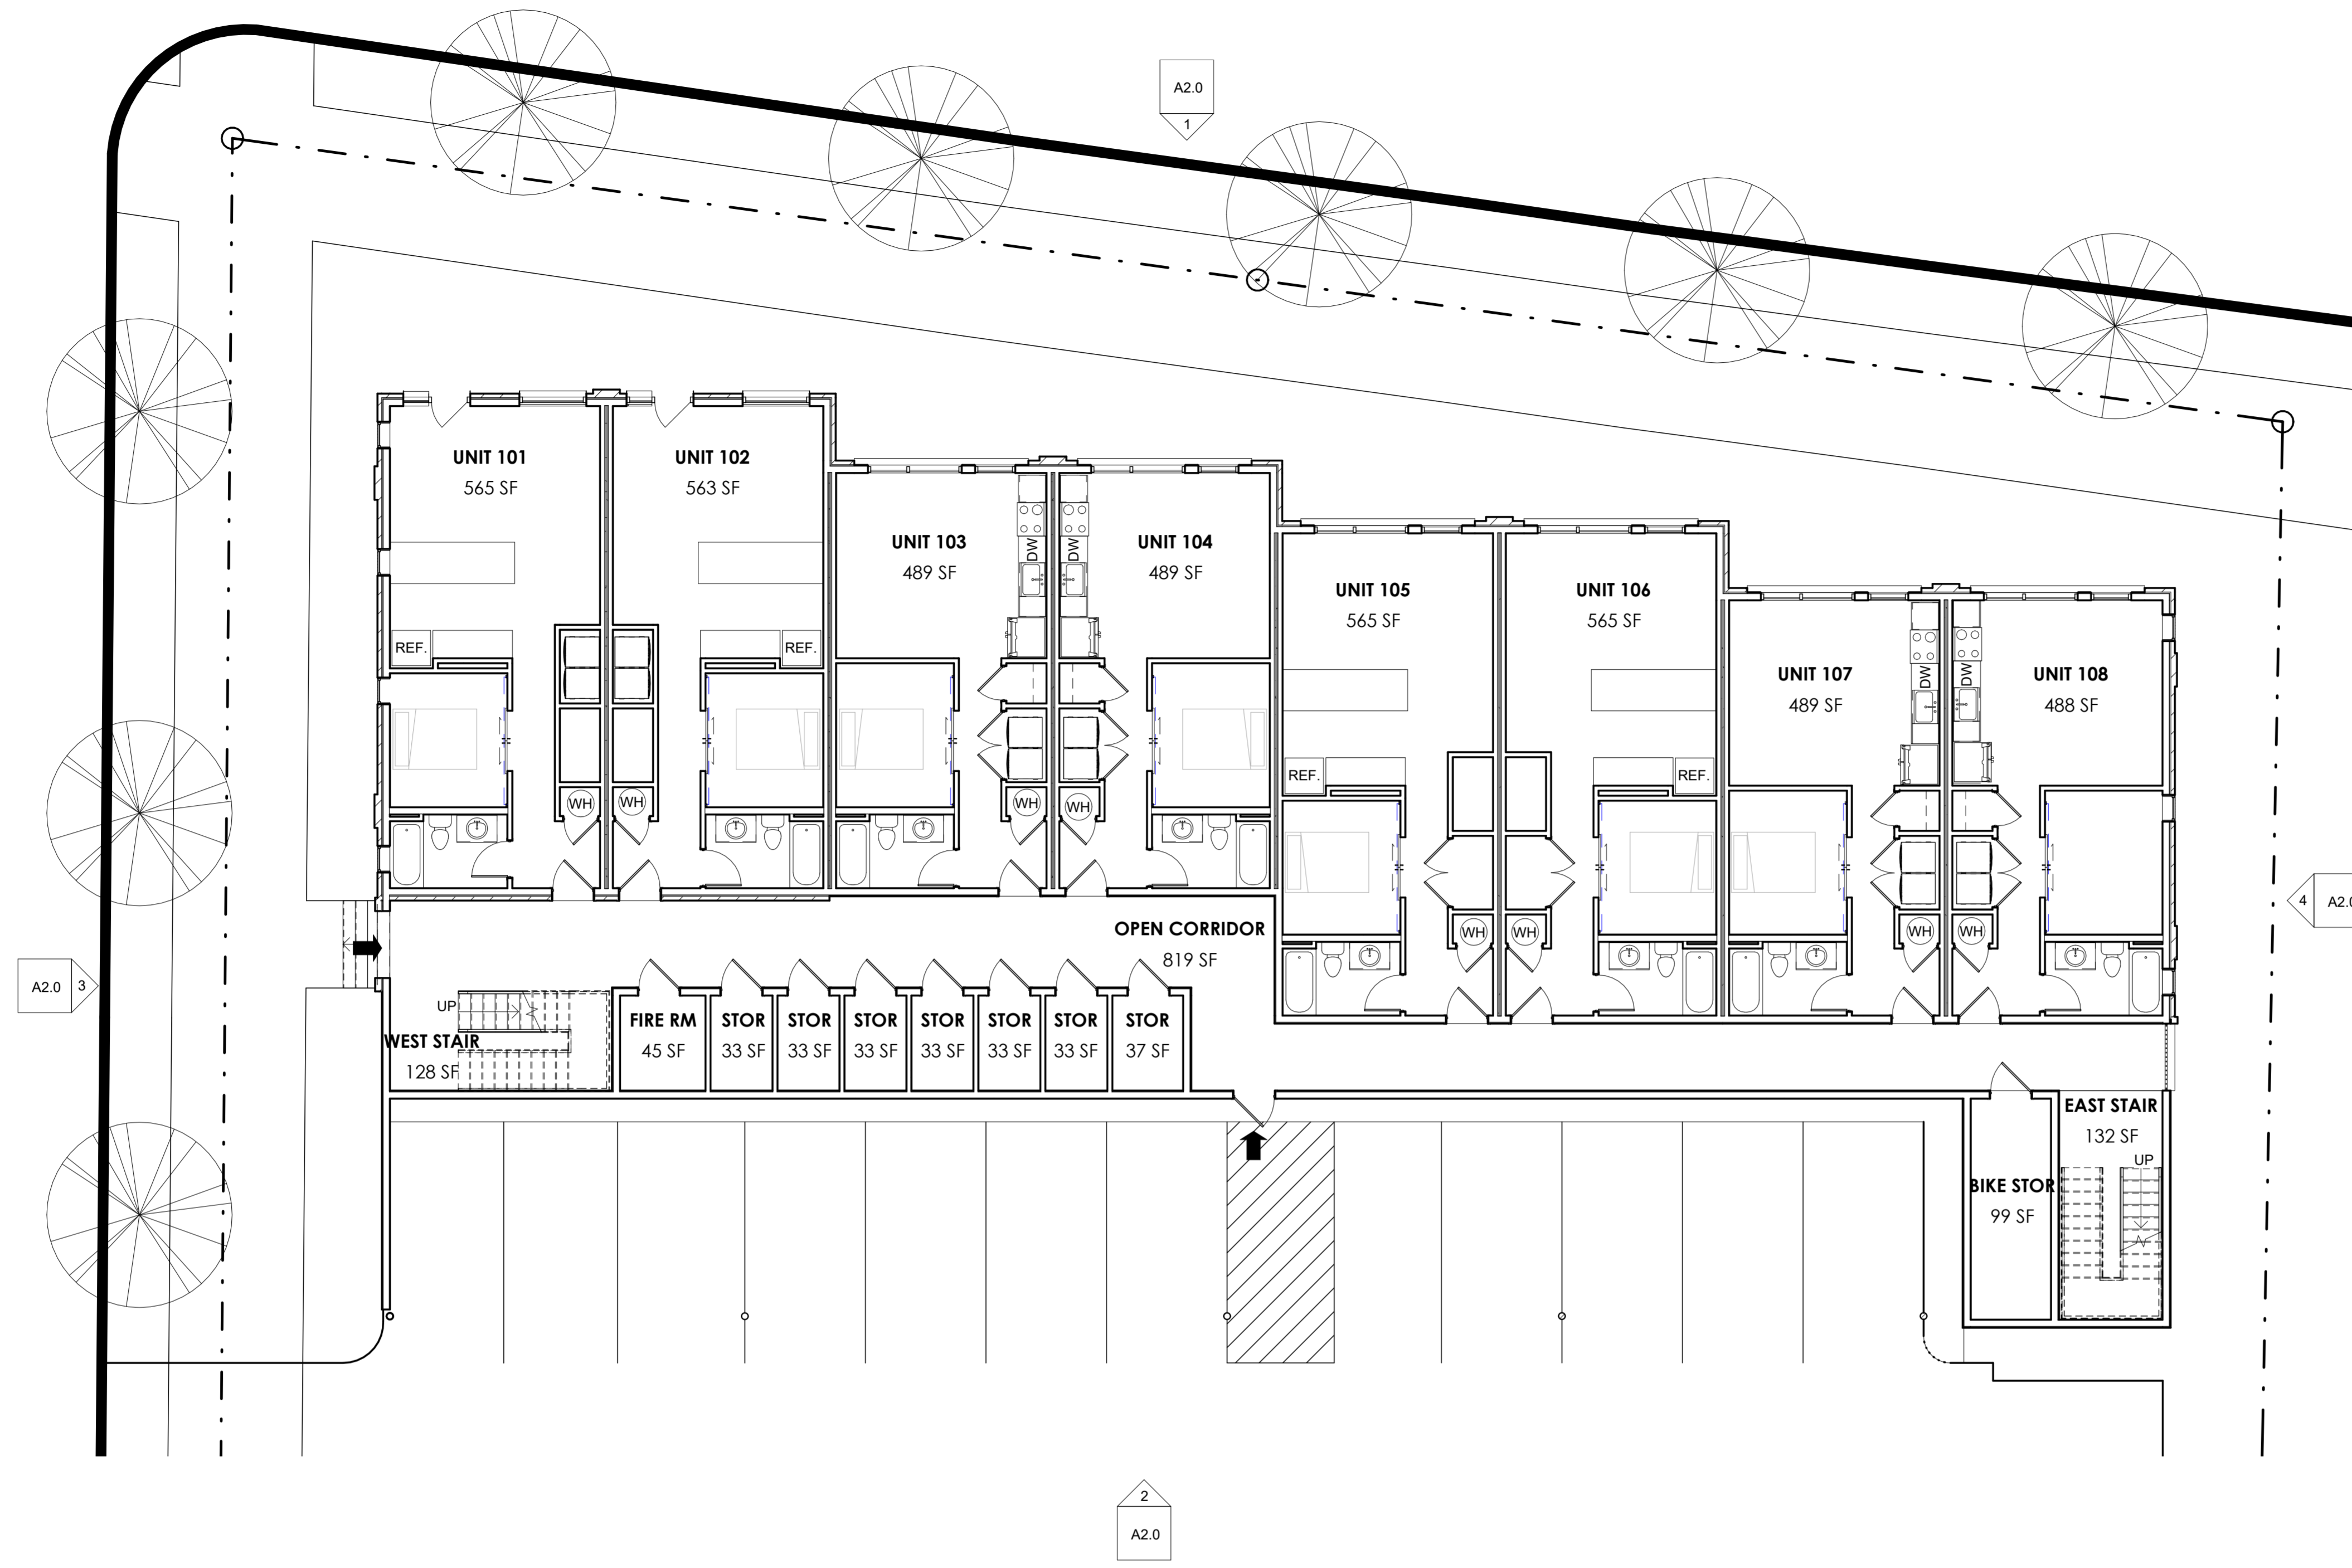 A2.0
1
UNIT 101
565 SF
UNIT 102
563 SF
UNIT 103
489 SF
UNIT 104
489 SF
UNIT 105
565 SF
UNIT 106
565 SF
UNIT 107
489 SF
UNIT 108
488 SF
DW
DW
DW
DW
REF.
REF.
REF.
REF.
WH
WH
WH
WH
WH
WH
WH
WH
OPEN CORRIDOR
819 SF
4
A2.0
A2.0
3
UP
WEST STAIR
128 SF
FIRE RM
45 SF
STOR
33 SF
STOR
33 SF
STOR
33 SF
STOR
33 SF
STOR
33 SF
STOR
33 SF
STOR
37 SF
EAST STAIR
132 SF
UP
BIKE STOR
99 SF
2
A2.0